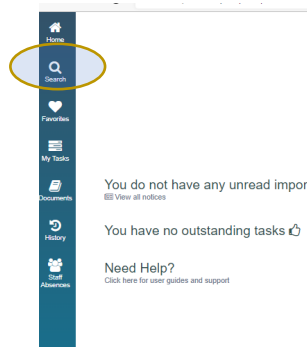 Home
Search
Favorites
My Tasks
Documents
History
Staff
Absences
You do not have any unread impor
View all notices
You have no outstanding tasks
Need Help?
Click here for user guides and support